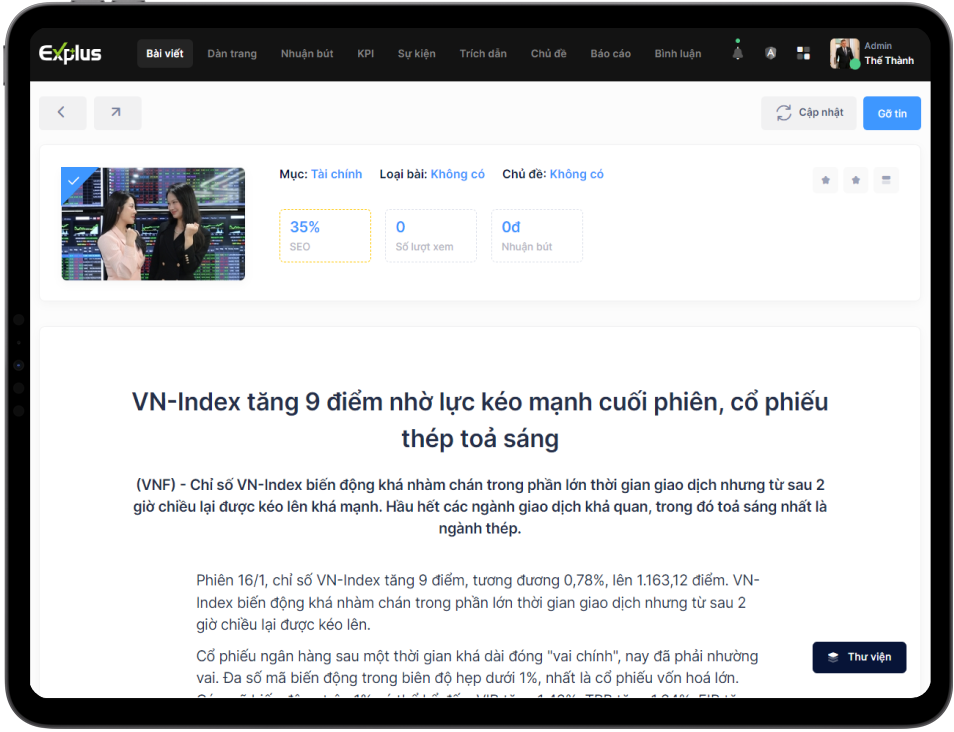 Explus
Bài viết
Dàn trang
Nhuận bút
KPI
Sự kiện
Trích dẫn
Chủ đề
Báo cáo
Bình luận
A
Admin
Thế Thành
Cập nhật
Gỡ tin
Mục: Tài chính
Loại bài: Không có
Chủ đề: Không có
35%
SEO
0
Số lượt xem
0đ
Nhuận bút
VN-Index tăng 9 điểm nhờ lực kéo mạnh cuối phiên, cổ phiếu
thép toả sáng
(VNF) - Chỉ số VN-Index biến động khá nhàm chán trong phần lớn thời gian giao dịch nhưng từ sau 2
giờ chiều lại được kéo lên khá mạnh. Hầu hết các ngành giao dịch khả quan, trong đó toả sáng nhất là
ngành thép.
Phiên 16/1, chỉ số VN-Index tăng 9 điểm, tương đương 0,78%, lên 1.163,12 điểm. VN-
Index biến động khá nhàm chán trong phần lớn thời gian giao dịch nhưng từ sau 2
giờ chiều lại được kéo lên.
Cổ phiếu ngân hàng sau một thời gian khá dài đóng "vai chính", nay đã phải nhường
vai. Đa số mã biến động trong biên độ hẹp dưới 1%, nhất là cổ phiếu vốn hoá lớn.
Thư viện